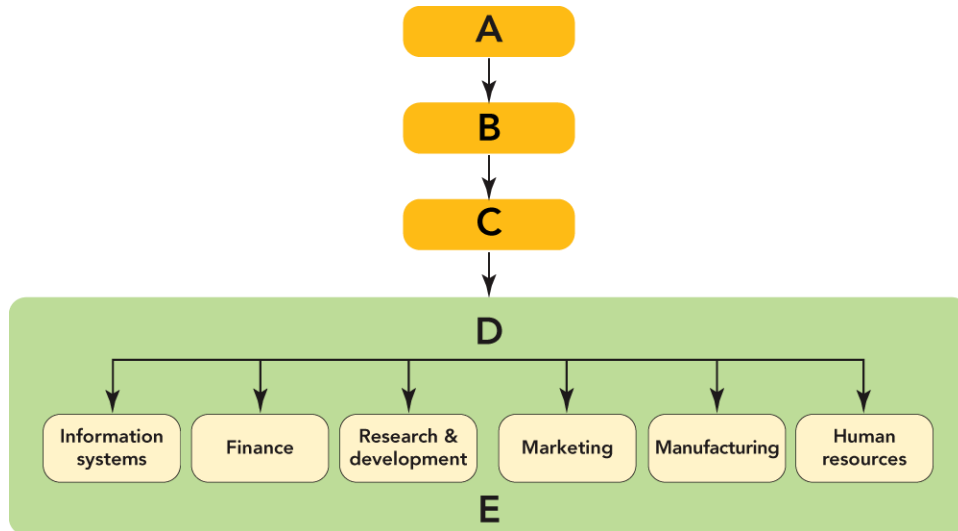 A
B
C
D
Information
systems
Finance
Research &
development
Marketing
Manufacturing
Human
resources
E